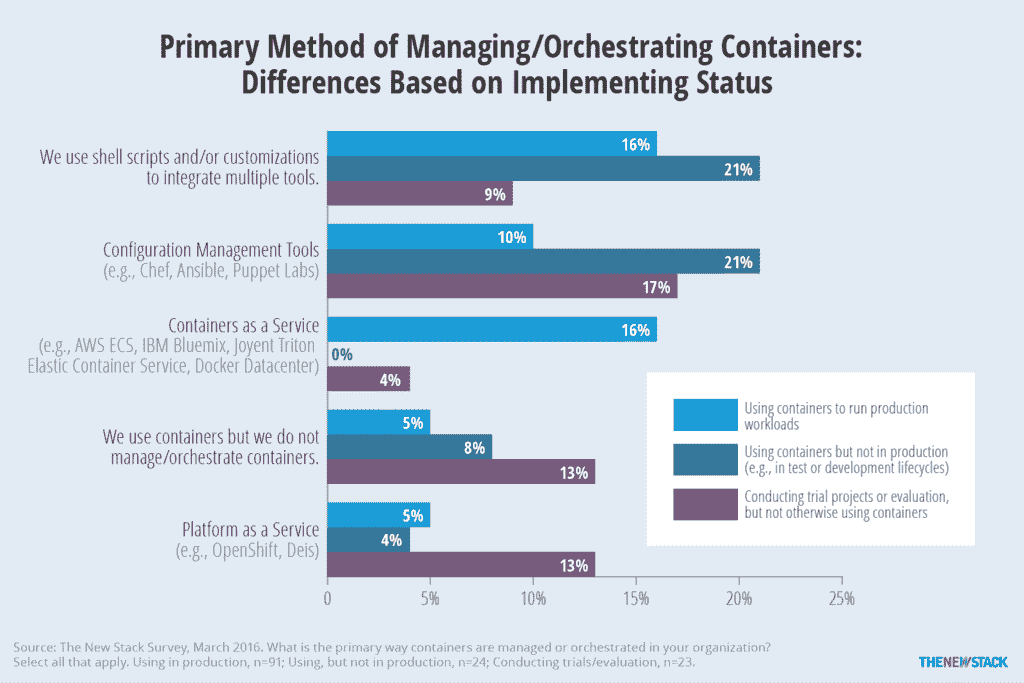 Primary Method of Managing/Orchestrating Containers:
Differences Based on Implementing Status
We use shell scripts and/or customizations
to integrate multiple tools.
16%
21%
9%
Configuration Management Tools
(e.g., Chef, Ansible, Puppet Labs)
10%
21%
17%
Containers as a Service
(e.g., AWS ECS, IBM Bluemix, Joyent Triton
Elastic Container Service, Docker Datacenter)
16%
0%
4%
We use containers but we do not
manage/orchestrate containers.
5%
8%
13%
Platform as a Service
(e.g., OpenShift, Deis)
5%
4%
13%
0
5%
10%
15%
20%
25%
Using containers to run production
workloads
Using containers but not in production
(e.g., in test or development lifecycles)
Conducting trial projects or evaluation,
but not otherwise using containers
Source: The New Stack Survey, March 2016. What is the primary way containers are managed or orchestrated in your organization?
Select all that apply. Using in production, n=91; Using, but not in production, n=24; Conducting trials/evaluation, n=23.
THENEWSTACK